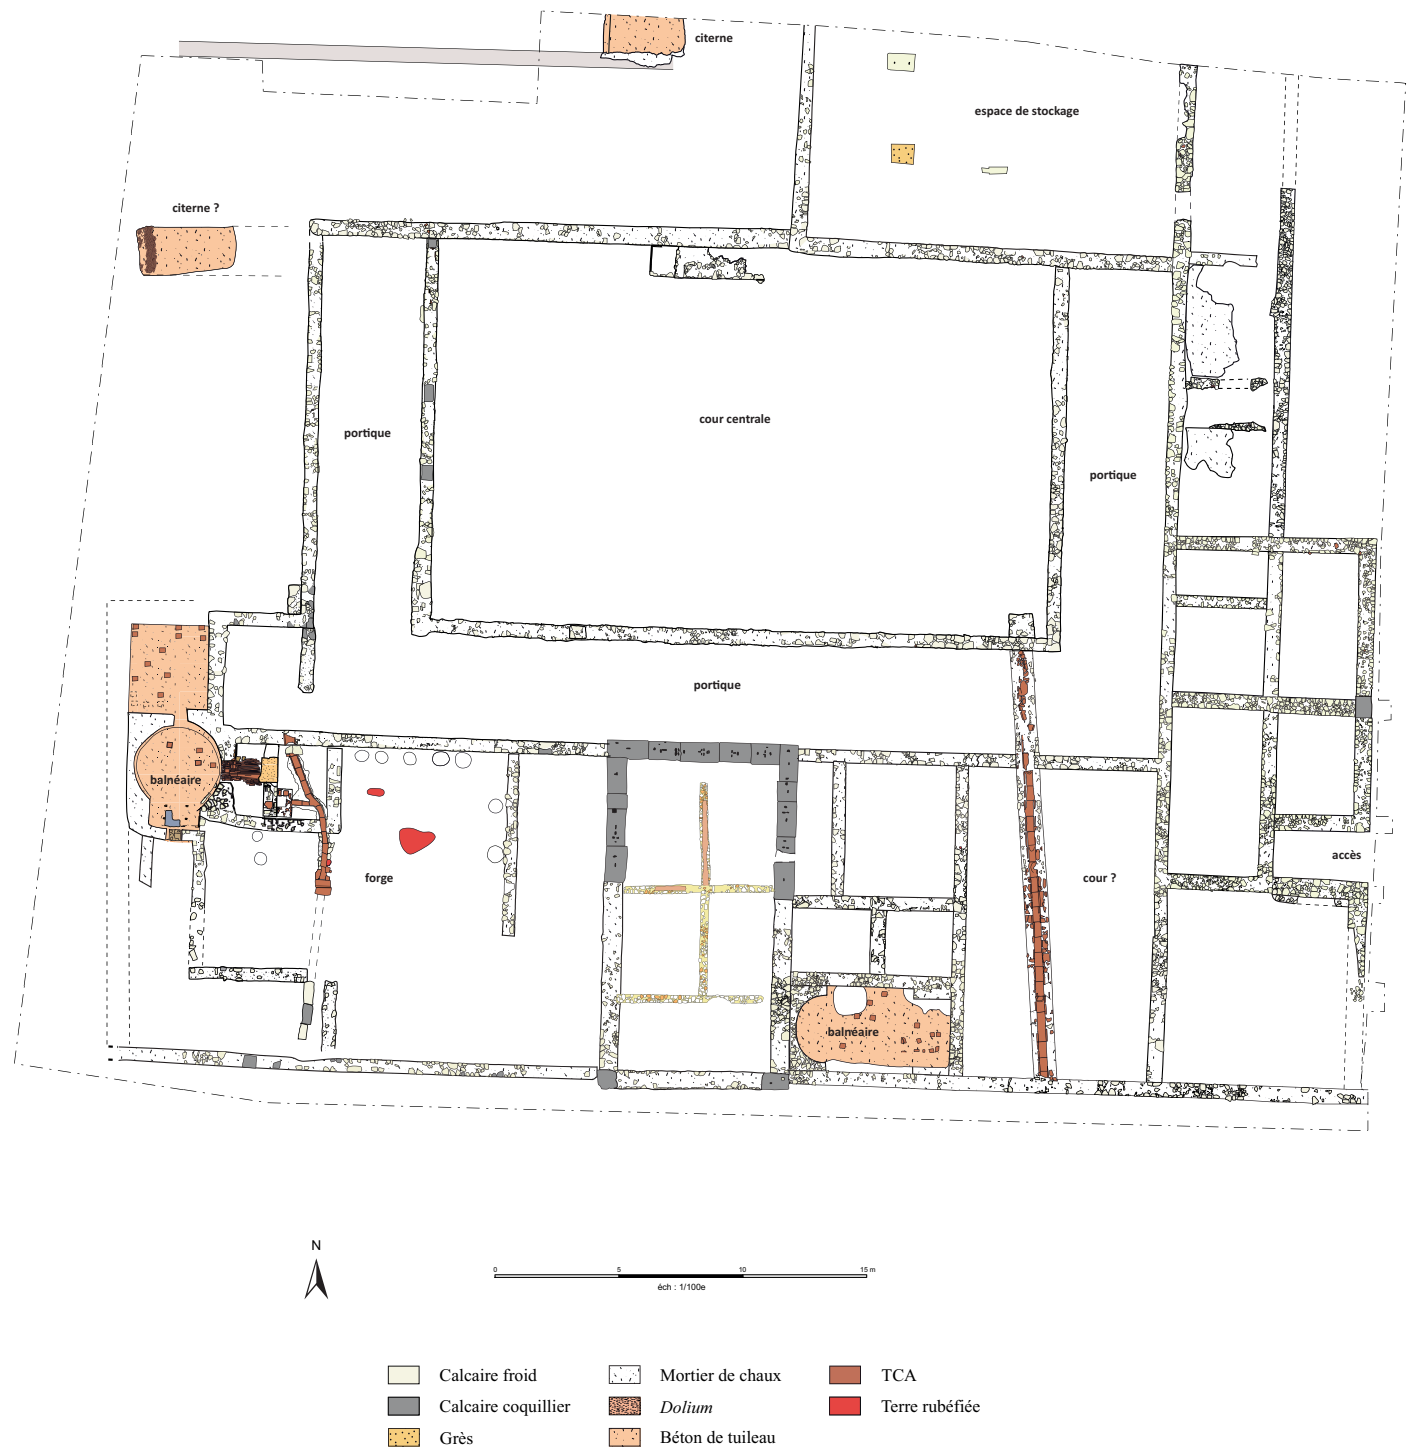 citerne
espace de stockage
citerne ?
portique
cour centrale
portique
portique
balnéaire
forge
cour ?
accès
balnéaire
N
0 5 10 15 m
éch : 1/100e
Calcaire froid
Calcaire coquillier
Grès
Mortier de chaux
Dolium
Béton de tuileau
TCA
Terre rubéfiée